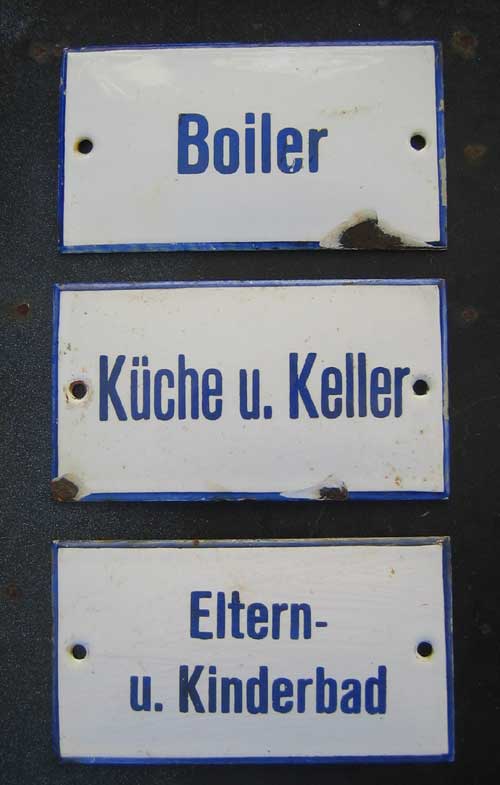 Boiler
Küche u. Keller
Eltern-
u. Kinderbad